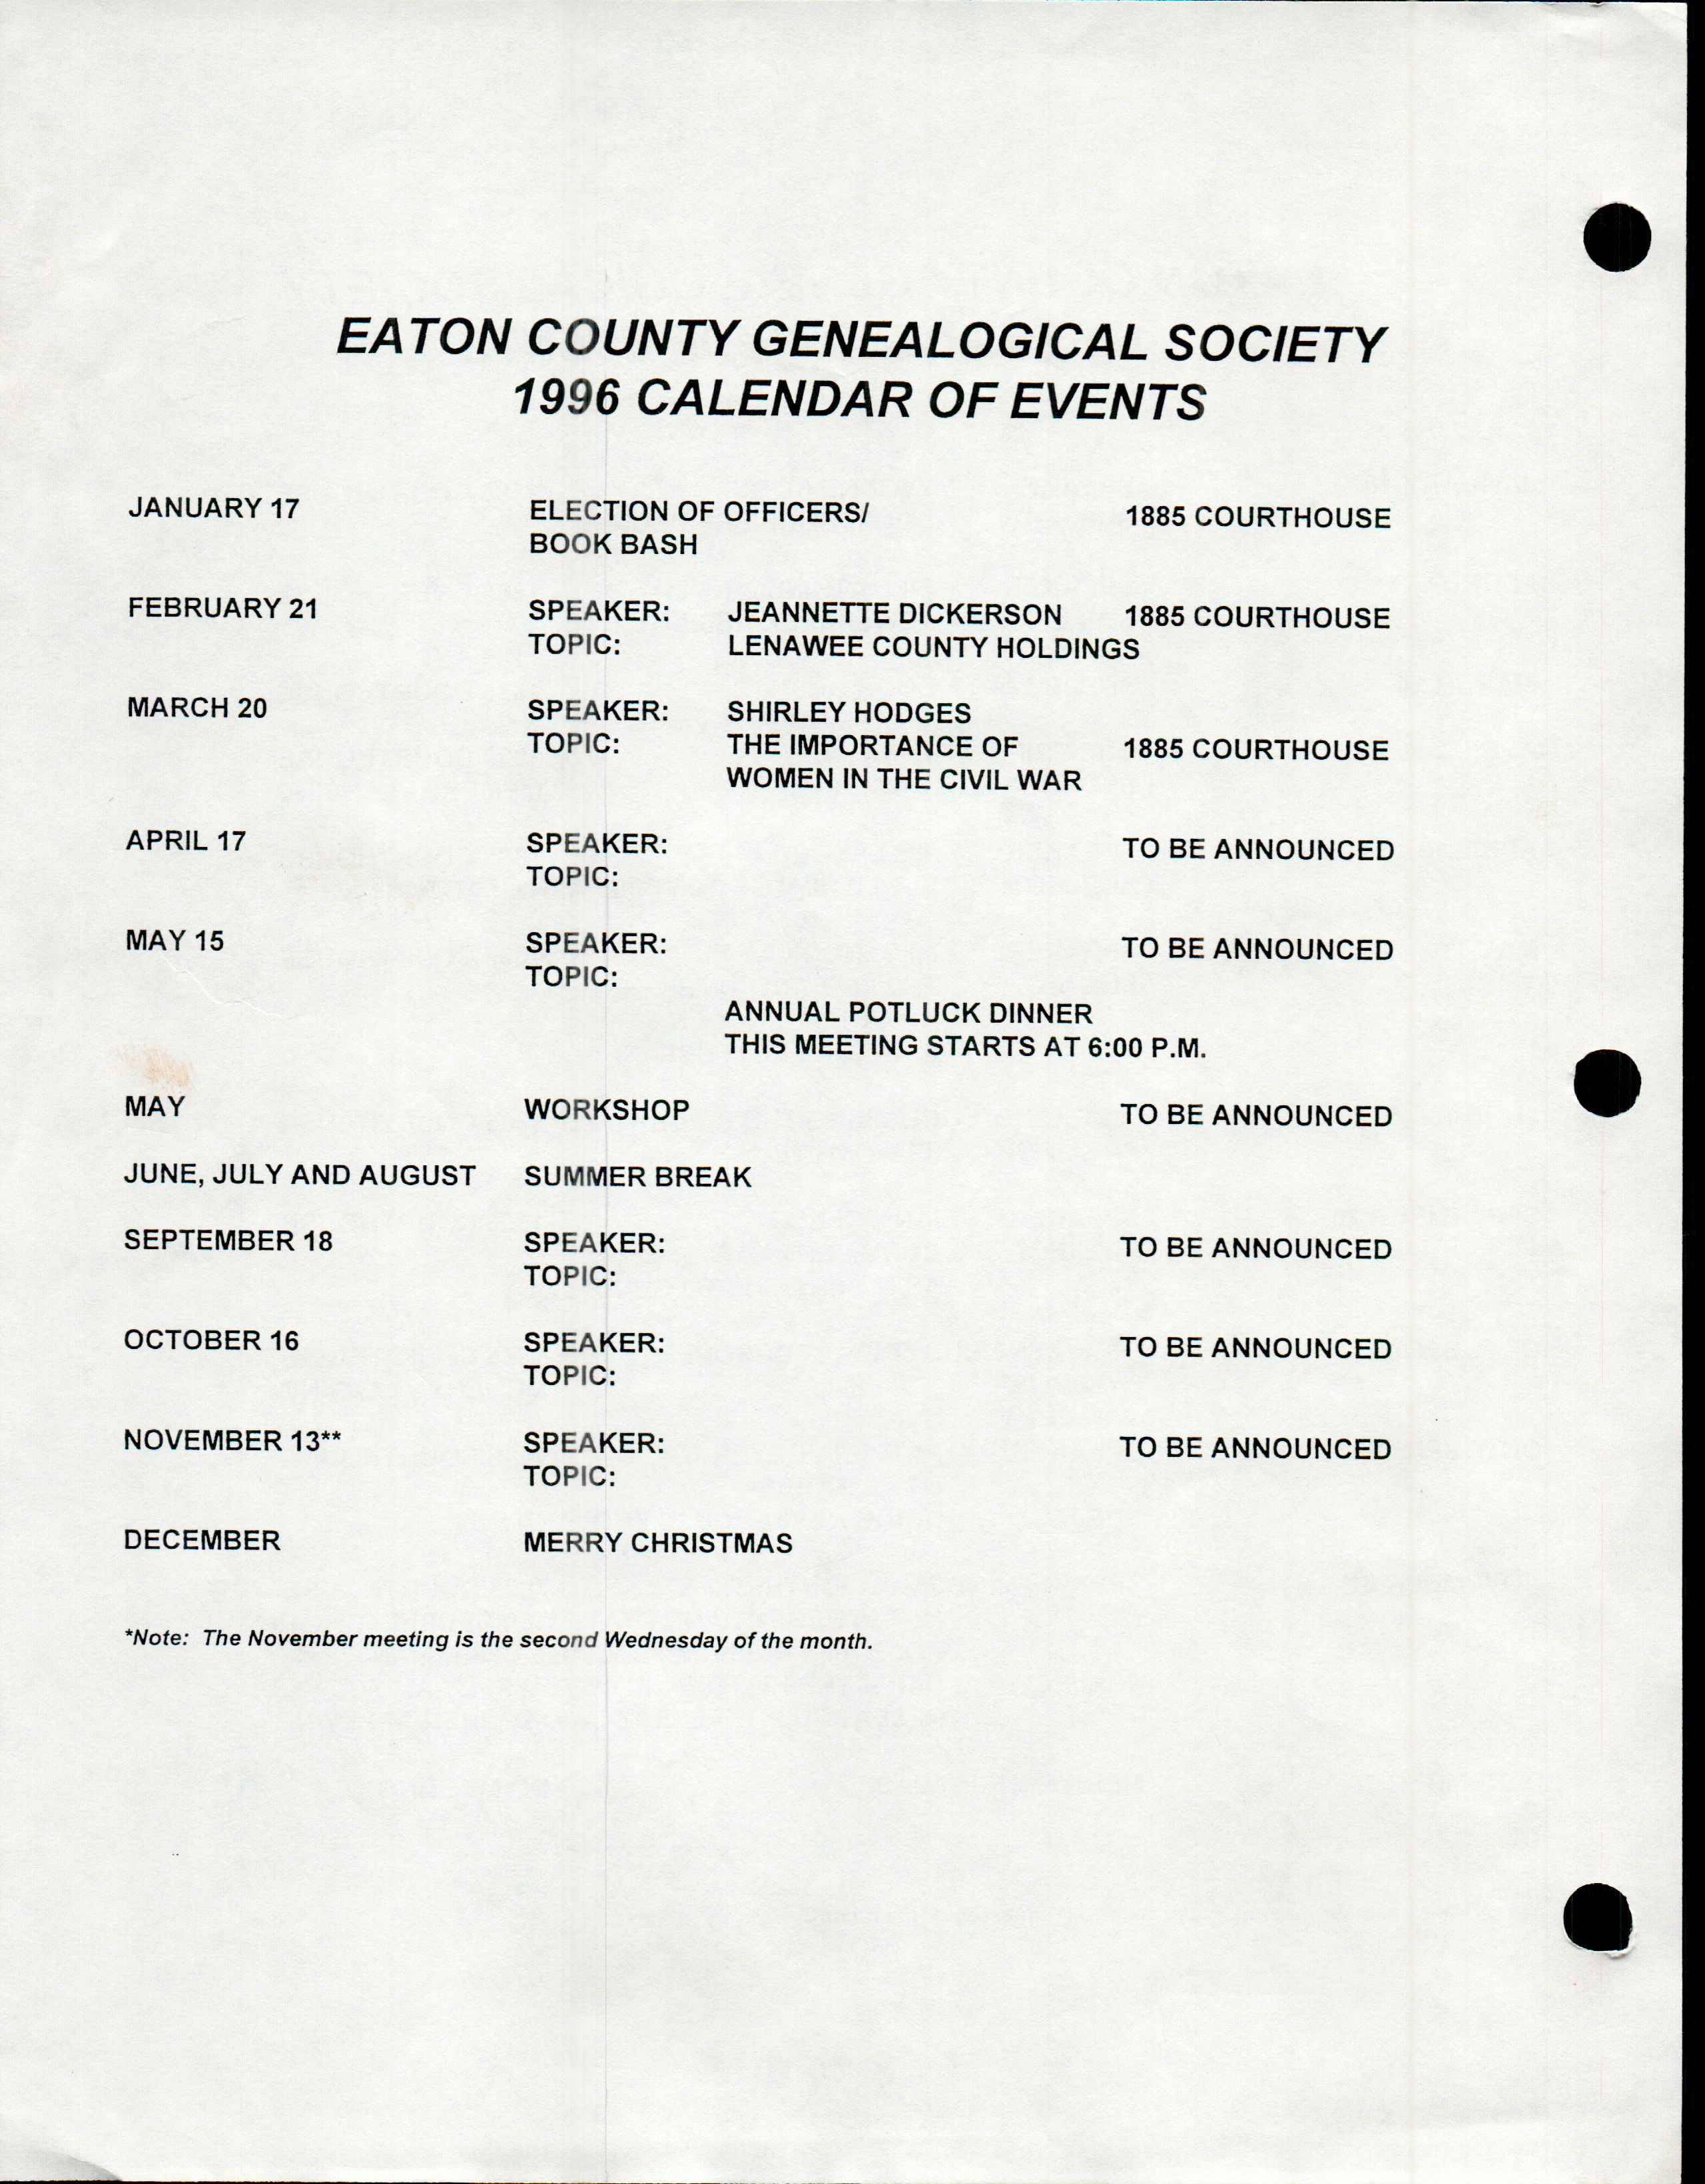 EATON COUNTY GENEALOGICAL SOCIETY
1996 CALENDAR OF EVENTS
JANUARY 17 ELECTION OF OFFICERS/ 1885 COURTHOUSE
BOOK BASH
FEBRUARY 21 SPEAKER: JEANNETTE DICKERSON 1885 COURTHOUSE
TOPIC: LENAWEE COUNTY HOLDINGS
MARCH 20 SPEAKER: SHIRLEY HODGES
TOPIC: THE IMPORTANCE OF 1885 COURTHOUSE
WOMEN IN THE CIVIL WAR
APRIL 17 SPEAKER: TO BE ANNOUNCED
TOPIC:
MAY 15 SPEAKER: TO BE ANNOUNCED
TOPIC:
ANNUAL POTLUCK DINNER
THIS MEETING STARTS AT 6:00 P.M.
MAY WORKSHOP TO BE ANNOUNCED
JUNE, JULY AND AUGUST SUMMER BREAK
SEPTEMBER 18 SPEAKER: TO BE ANNOUNCED
TOPIC:
OCTOBER 16 SPEAKER: TO BE ANNOUNCED
TOPIC:
NOVEMBER 13** SPEAKER: TO BE ANNOUNCED
TOPIC:
DECEMBER MERRY CHRISTMAS
*Note: The November meeting is the second Wednesday of the month.